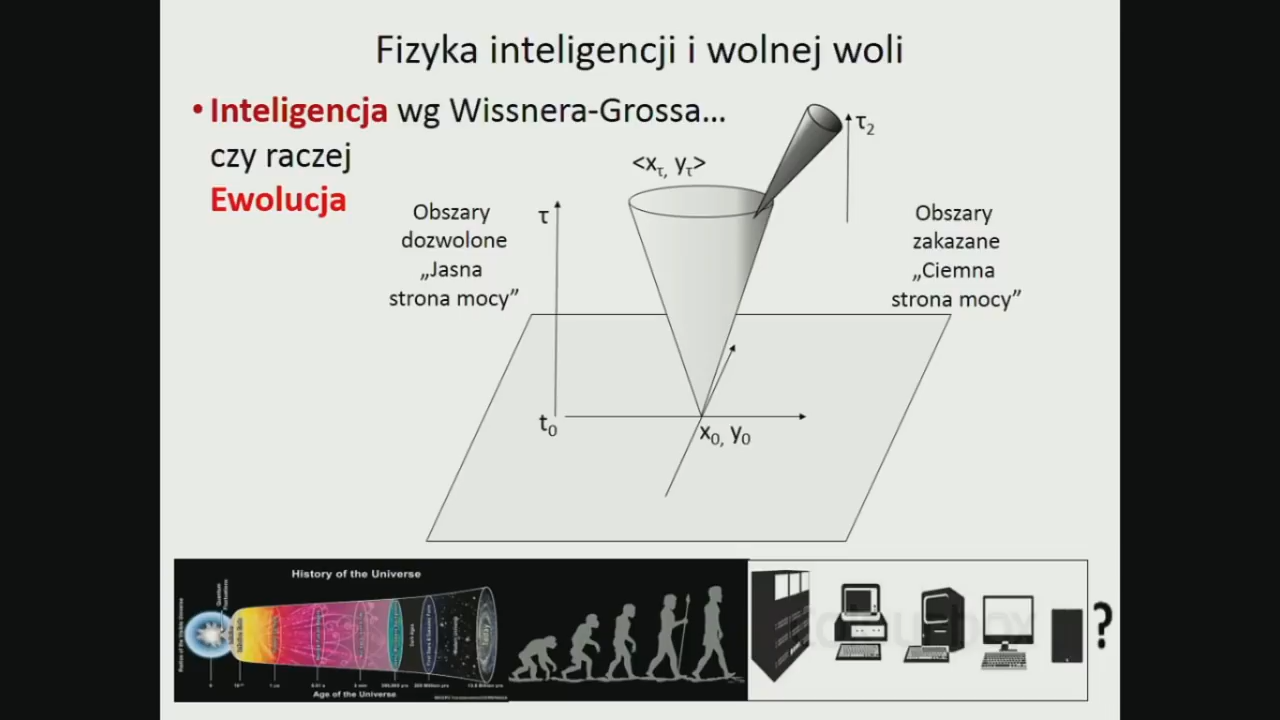 Fizyka inteligencji i wolnej woli
• Inteligencja wg Wissnera-Grossa…
czy raczej
Ewolucja
<xτ, yτ>
τ2
τ
Obszary
dozwolone
„Jasna
strona mocy”
Obszary
zakazane
„Ciemna
strona mocy”
t0
x0, y0
History of the Universe
Age of the Universe
?